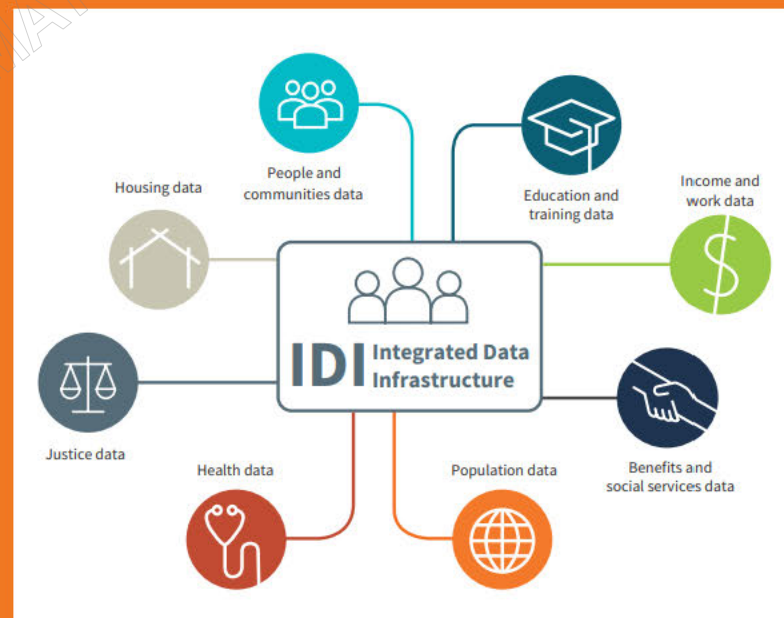 People and
communities data
Education and
training data
Housing data
Income and
work data
IDI Integrated Data
Infrastructure
Justice data
Health data
Population data
Benefits and
social services data